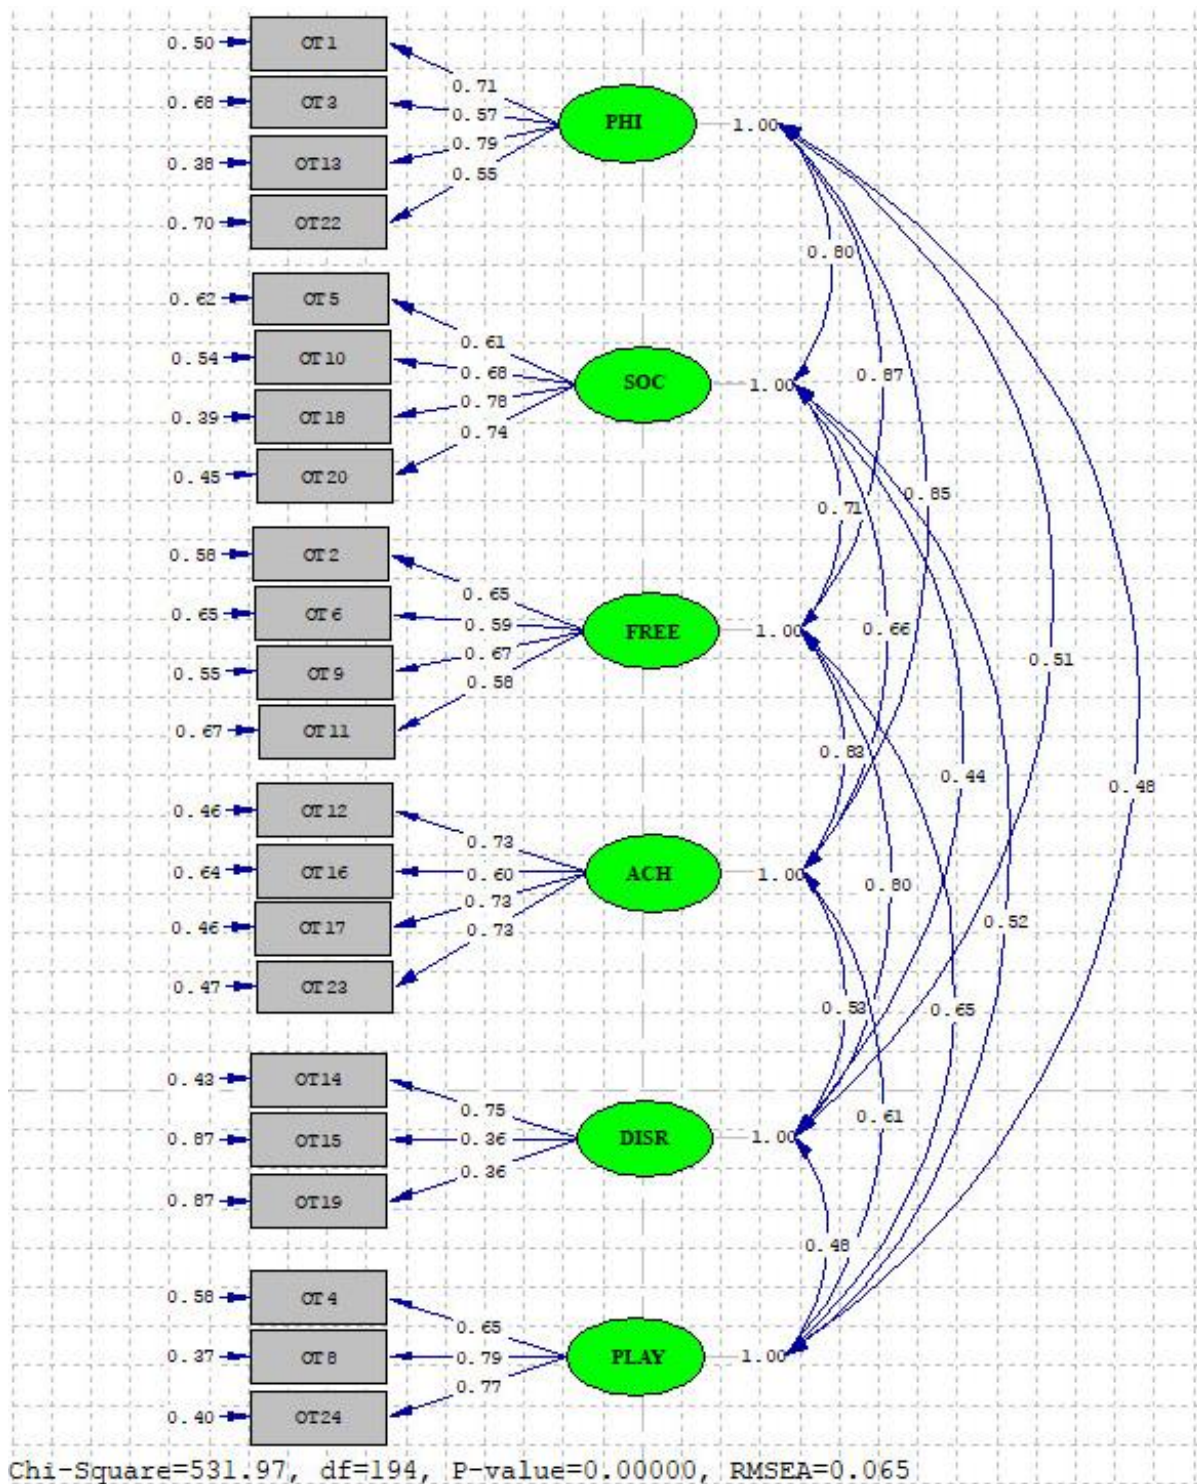 0.50 OT1
0.71
0.68 OT3
0.57
PHI 1.00
0.79
0.38 OT13
0.55
0.70 OT22
0.80
0.62 OT5
0.61
0.54 OT10
0.68
SOC 1.00
0.87
0.78
0.39 OT18
0.74
0.45 OT20
0.85
0.71
0.58 OT2
0.65
0.65 OT6
0.59
FREE 1.00
0.66
0.67
0.55 OT9
0.51
0.58
0.67 OT11
0.83
0.44
0.48
0.46 OT12
0.73
0.64 OT16
0.60
ACH 1.00
0.80
0.73
0.46 OT17
0.73
0.52
0.47 OT23
0.53
0.65
0.43 OT14
0.75
0.61
0.87 OT15
0.36
DISR 1.00
0.36
0.87 OT19
0.48
0.58 OT4
0.65
0.37 OT8
0.79
PLAY 1.00
0.77
0.40 OT24
Chi-Square=531.97, df=194, P-value=0.00000, RMSEA=0.065